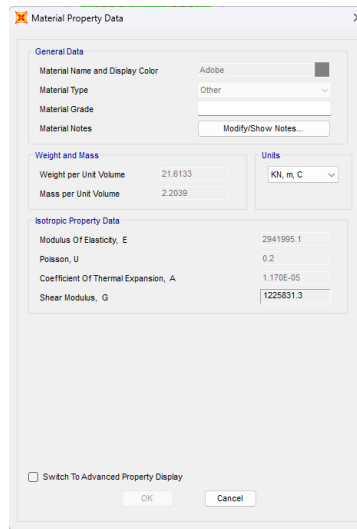 Material Property Data
General Data
Material Name and Display Color Adobe
Material Type Other
Material Grade
Material Notes Modify/Show Notes...
Weight and Mass
Weight per Unit Volume 21.6133
Mass per Unit Volume 2.2039
Units
KN, m, C
Isotropic Property Data
Modulus Of Elasticity, E 2941995.1
Poisson, U 0.2
Coefficient Of Thermal Expansion, A 1.170E-05
Shear Modulus, G 1225831.3
Switch To Advanced Property Display
OK Cancel